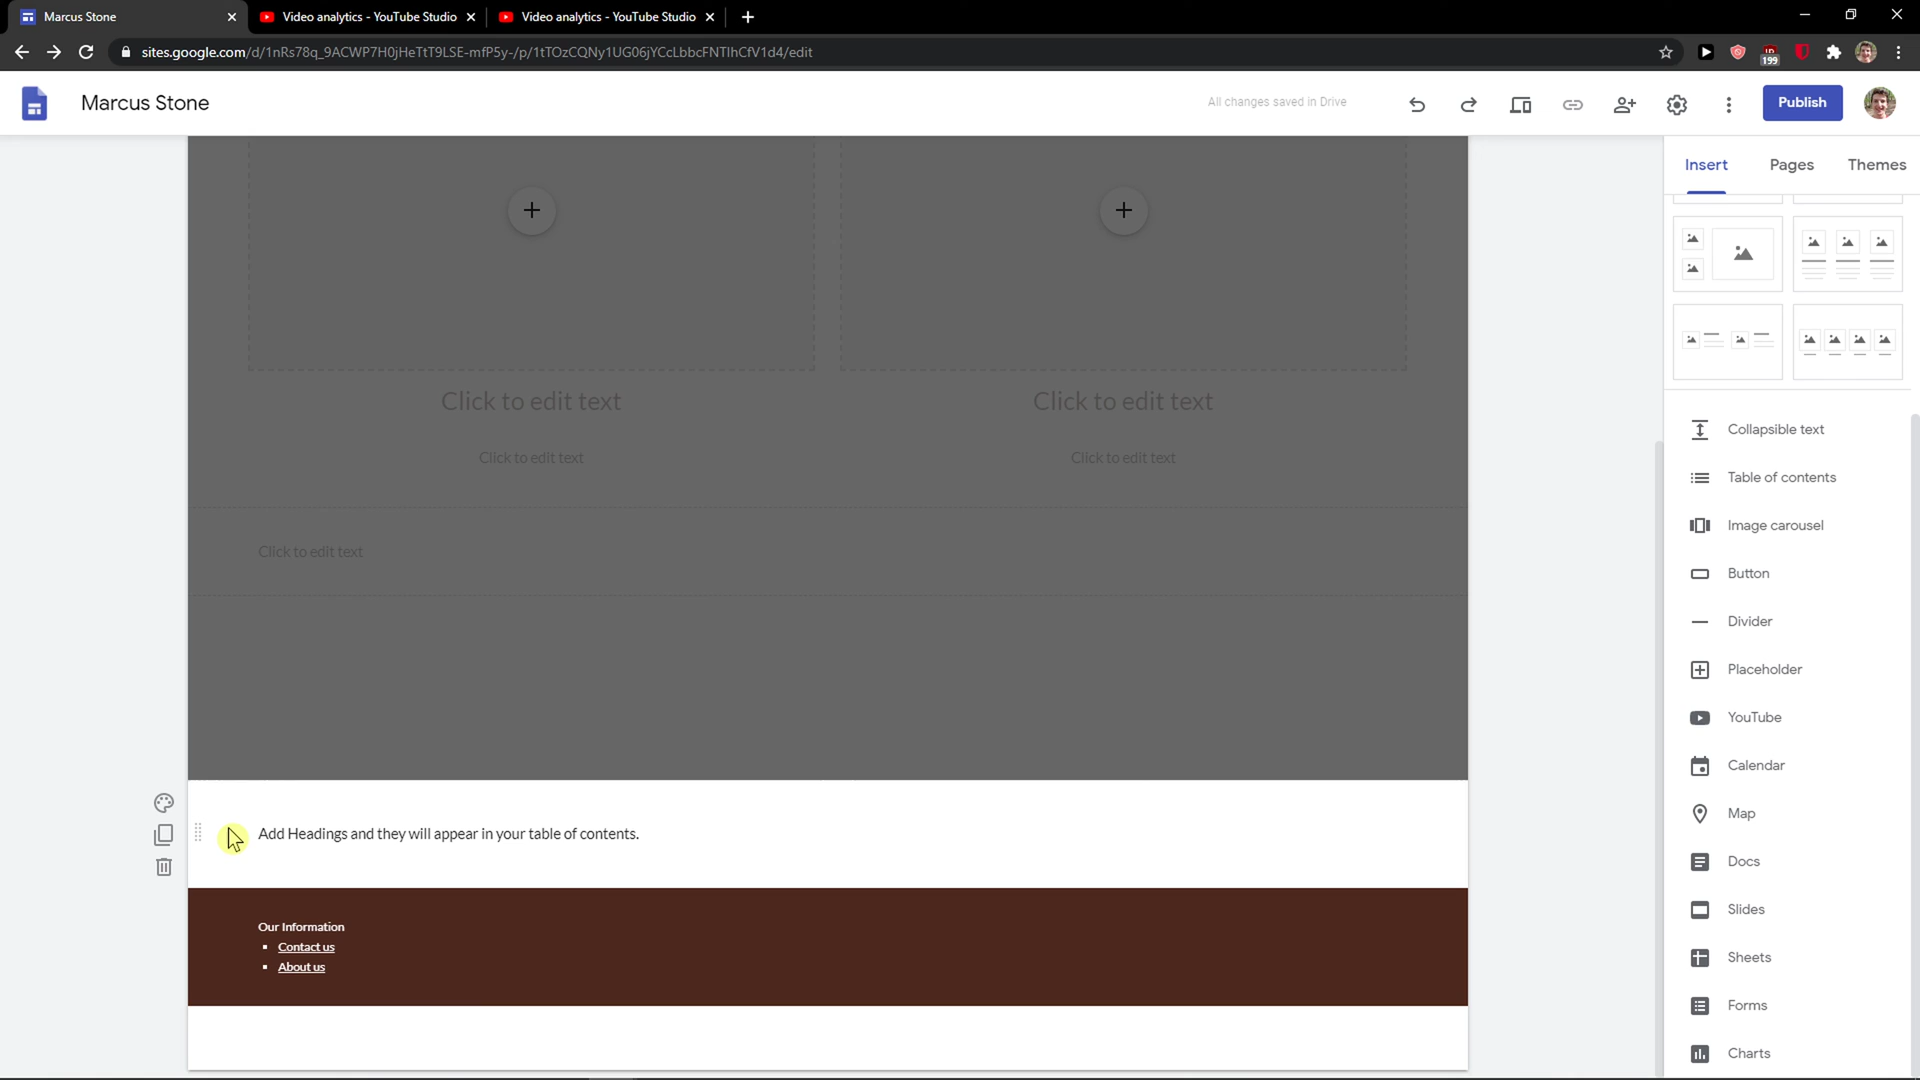 Marcus Stone
Video analytics - YouTube Studio
Video analytics - YouTube Studio
sites.google.com/d/1nRs78q_9ACWP7H0jHeTtT9LSE-mfP5y-/p/1tTOzCQNy1UG06jYCcLbbcFNTlhCfV1d4/edit
199
Marcus Stone
All changes saved in Drive
Publish
Insert
Pages
Themes
Click to edit text
Click to edit text
Click to edit text
Click to edit text
Click to edit text
Add Headings and they will appear in your table of contents.
Our Information
Contact us
About us
Collapsible text
Table of contents
Image carousel
Button
Divider
Placeholder
YouTube
Calendar
Map
Docs
Slides
Sheets
Forms
Charts